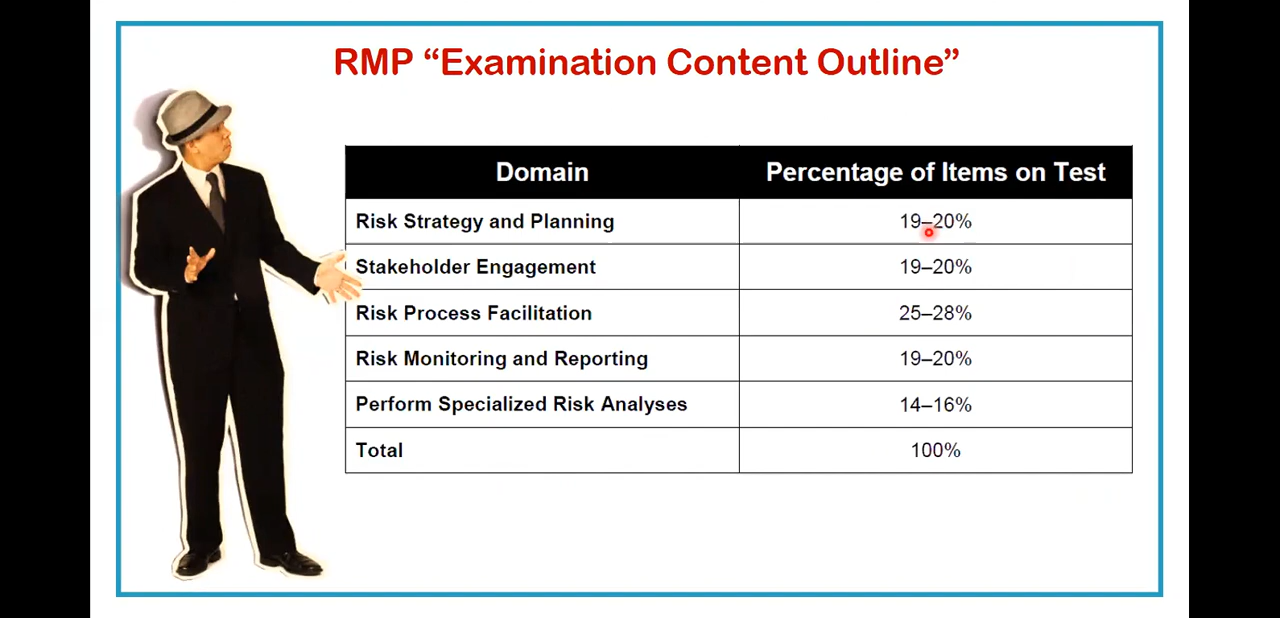 RMP “Examination Content Outline”
Domain Percentage of Items on Test
Risk Strategy and Planning 19–20%
Stakeholder Engagement 19–20%
Risk Process Facilitation 25–28%
Risk Monitoring and Reporting 19–20%
Perform Specialized Risk Analyses 14–16%
Total 100%